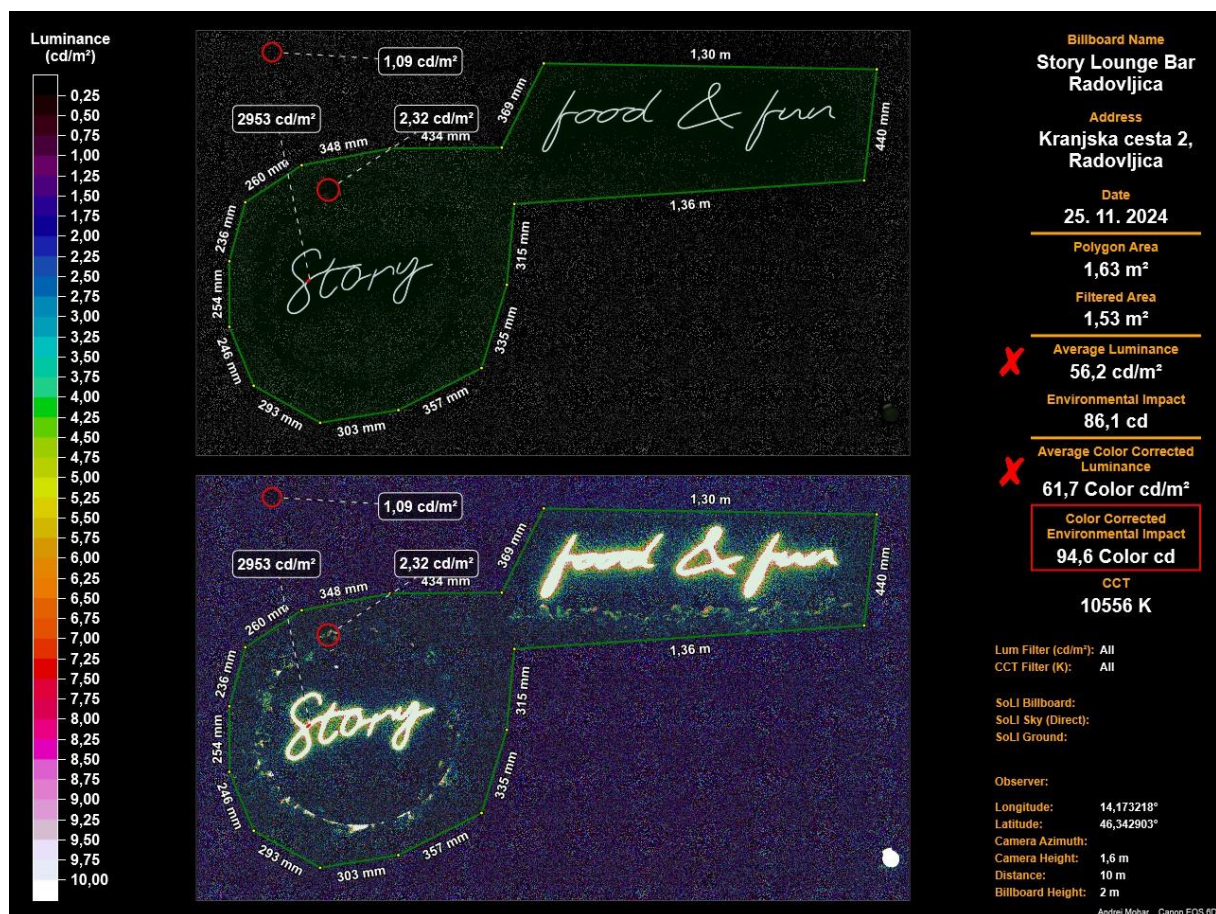 Luminance
(cd/m²)
0,25
0,50
0,75
1,00
1,25
1,50
1,75
2,00
2,25
2,50
2,75
3,00
3,25
3,50
3,75
4,00
4,25
4,50
4,75
5,00
5,25
5,50
5,75
6,00
6,25
6,50
6,75
7,00
7,25
7,50
7,75
8,00
8,25
8,50
8,75
9,00
9,25
9,50
9,75
10,00
1,09 cd/m²
2953 cd/m²
2,32 cd/m²
1,30 m
369 mm
440 mm
434 mm
348 mm
260 mm
236 mm
254 mm
246 mm
293 mm
303 mm
357 mm
335 mm
315 mm
1,36 m
food & fun
Story
1,09 cd/m²
2953 cd/m²
2,32 cd/m²
1,30 m
369 mm
440 mm
434 mm
348 mm
260 mm
236 mm
254 mm
246 mm
293 mm
303 mm
357 mm
335 mm
315 mm
1,36 m
food & fun
Story
Billboard Name
Story Lounge Bar
Radovljica
Address
Kranjska cesta 2,
Radovljica
Date
25. 11. 2024
Polygon Area
1,63 m²
Filtered Area
1,53 m²
Average Luminance
56,2 cd/m²
Environmental Impact
86,1 cd
Average Color Corrected
Luminance
61,7 Color cd/m²
Color Corrected
Environmental Impact
94,6 Color cd
CCT
10556 K
Lum Filter (cd/m²): All
CCT Filter (K): All
SoLI Billboard:
SoLI Sky (Direct):
SoLI Ground:
Observer:
Longitude: 14,173218°
Latitude: 46,342903°
Camera Azimuth:
Camera Height: 1,6 m
Distance: 10 m
Billboard Height: 2 m
Andrej Mohar Canon EOS 6D